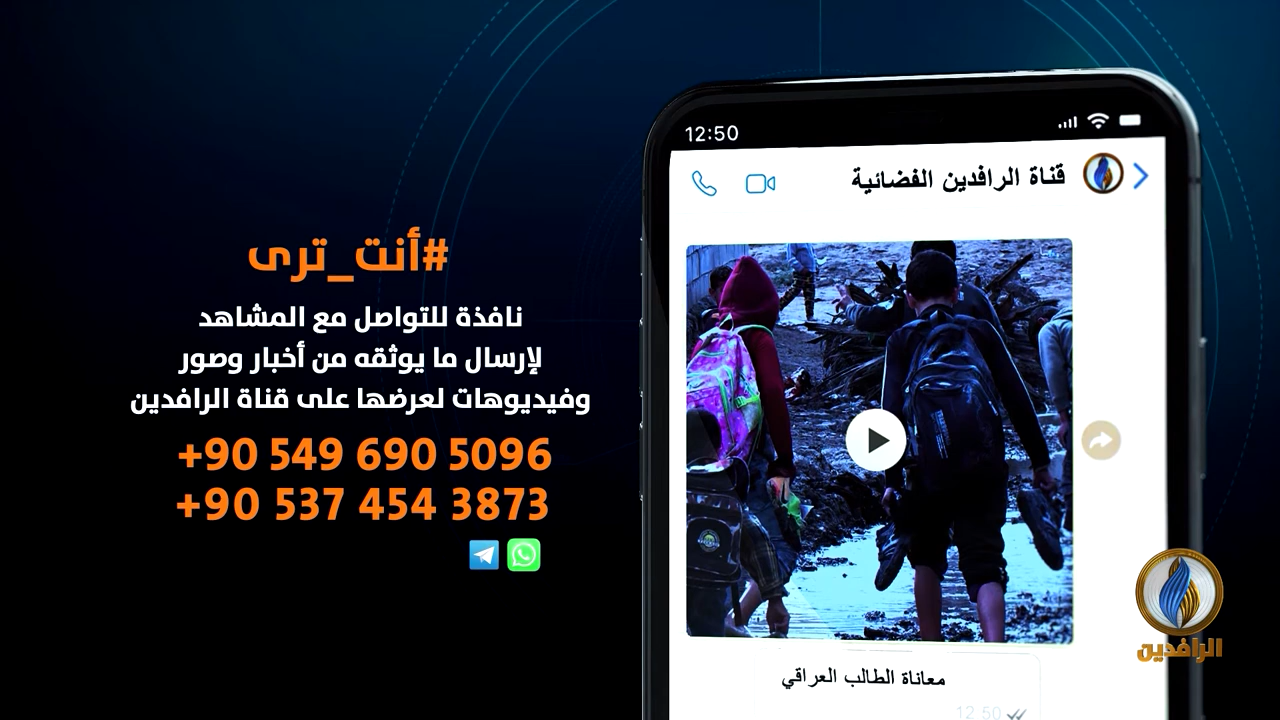 #أنت_ترى
نافذة للتواصل مع المشاهد
لإرسال ما يوثقه من أخبار وصور
وفيديوهات لعرضها على قناة الرافدين
+90 549 690 5096
+90 537 454 3873
12:50
قناة الرافدين الفضائية
معاناة الطالب العراقي
12 50
الرافدين